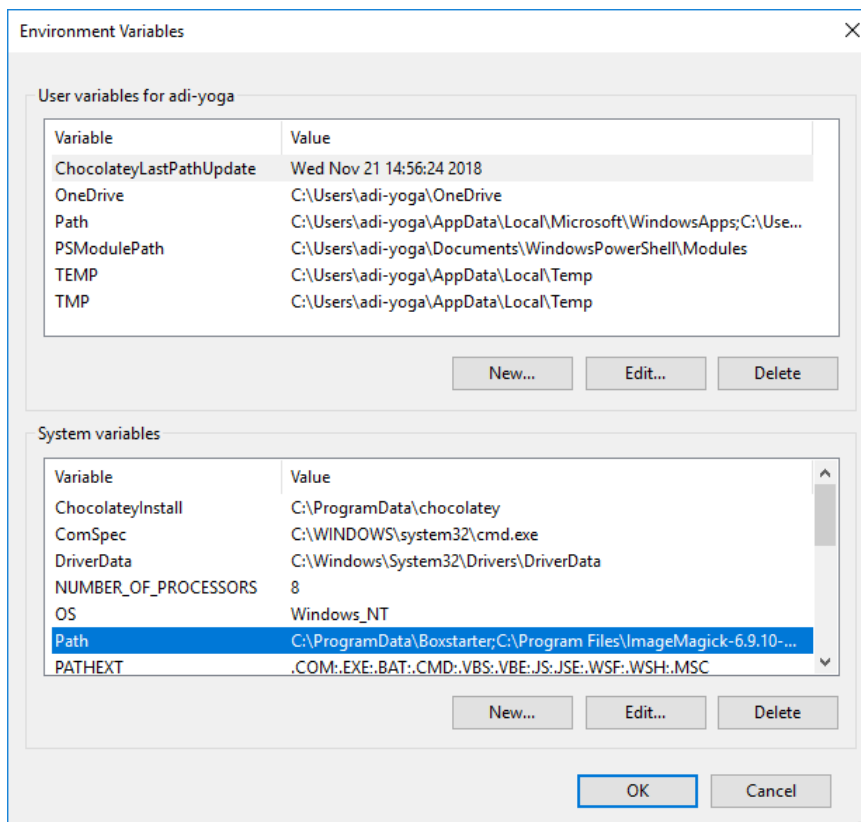 Environment Variables
User variables for adi-yoga
Variable Value
ChocolateyLastPathUpdate Wed Nov 21 14:56:24 2018
OneDrive C:\Users\adi-yoga\OneDrive
Path C:\Users\adi-yoga\AppData\Local\Microsoft\WindowsApps;C:\Use...
PSModulePath C:\Users\adi-yoga\Documents\WindowsPowerShell\Modules
TEMP C:\Users\adi-yoga\AppData\Local\Temp
TMP C:\Users\adi-yoga\AppData\Local\Temp
New... Edit... Delete
System variables
Variable Value
ChocolateyInstall C:\ProgramData\chocolatey
ComSpec C:\WINDOWS\system32\cmd.exe
DriverData C:\Windows\System32\Drivers\DriverData
NUMBER_OF_PROCESSORS 8
OS Windows_NT
Path C:\ProgramData\Boxstarter;C:\Program Files\ImageMagick-6.9.10-...
PATHEXT .COM;.EXE;.BAT;.CMD;.VBS;.VBE;.JS;.JSE;.WSF;.WSH;.MSC
New... Edit... Delete
OK Cancel